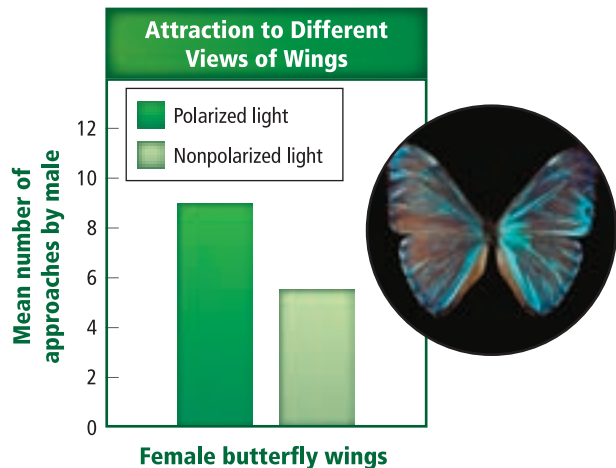 Attraction to Different
Views of Wings
Polarized light
Nonpolarized light
Mean number of
approaches by male
12
10
8
6
4
2
0
Female butterfly wings